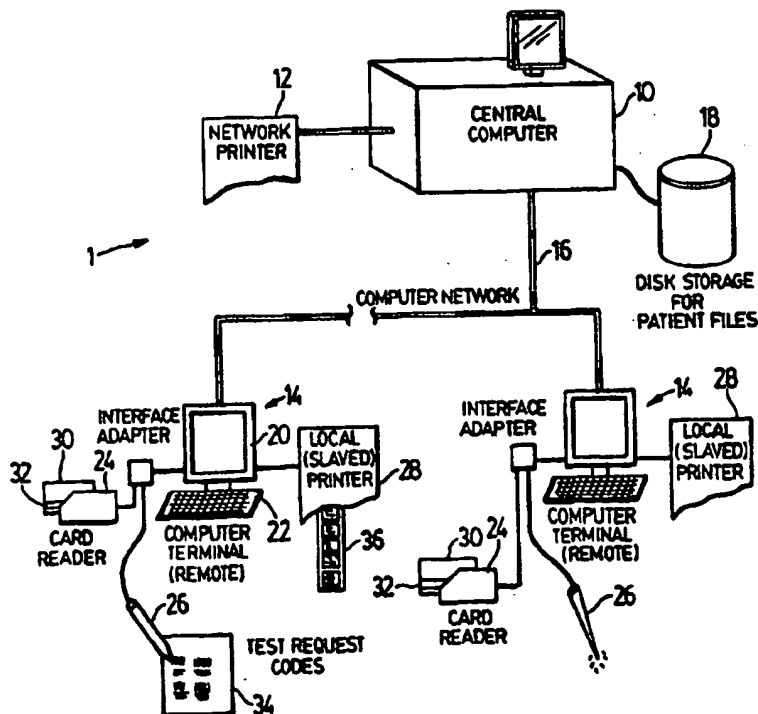 12
NETWORK
PRINTER
CENTRAL
COMPUTER
10
18
1
16
COMPUTER NETWORK
DISK STORAGE
FOR
PATIENT FILES
INTERFACE
ADAPTER
14
20
30
24
32
CARD
READER
22
COMPUTER
TERMINAL
(REMOTE)
LOCAL
(SLAVED)
PRINTER
28
36
26
TEST REQUEST
CODES
34
INTERFACE
ADAPTER
14
28
LOCAL
(SLAVED)
PRINTER
COMPUTER
TERMINAL
(REMOTE)
30
24
32
CARD
READER
26